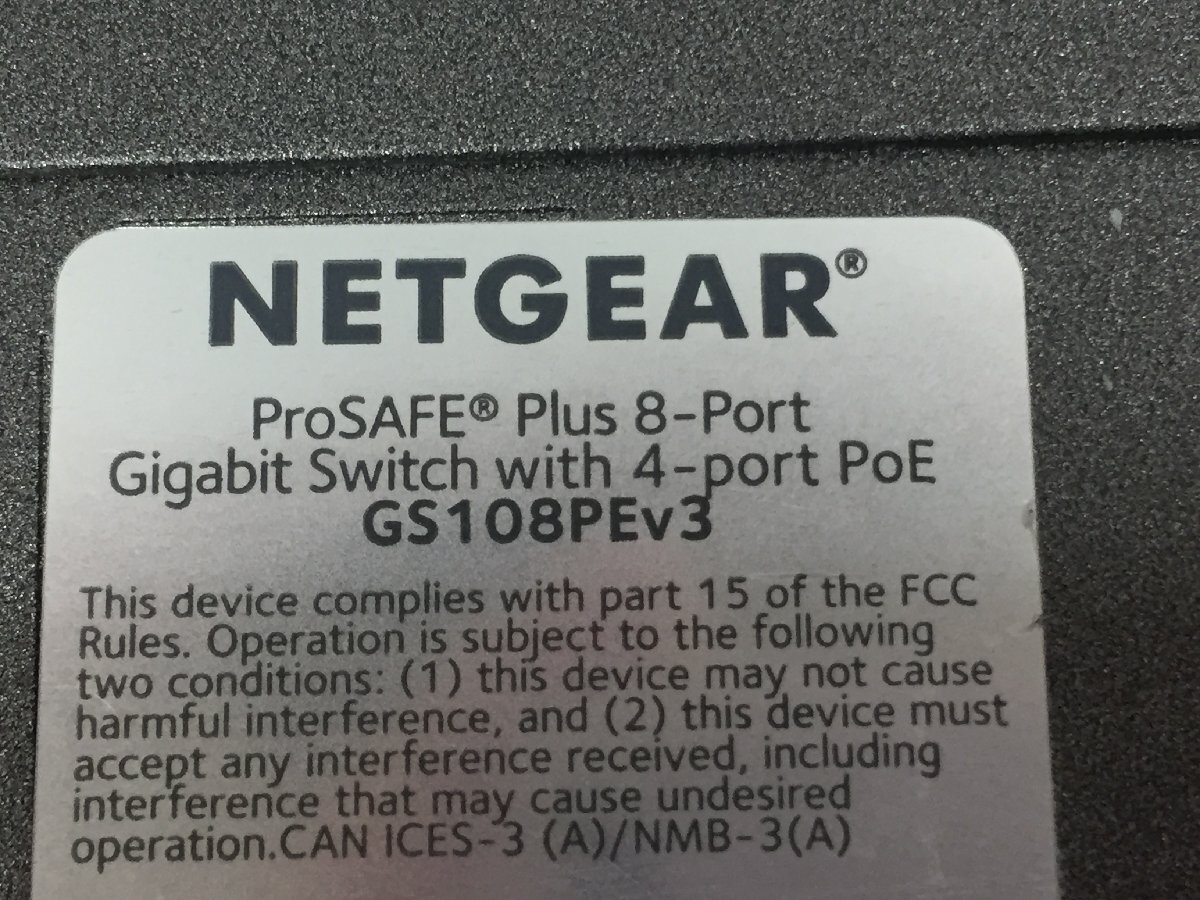 NETGEAR®
ProSAFE® Plus 8-Port
Gigabit Switch with 4-port PoE
GS108PEv3
This device complies with part 15 of the FCC
Rules. Operation is subject to the following
two conditions: (1) this device may not cause
harmful interference, and (2) this device must
accept any interference received, including
interference that may cause undesired
operation.CAN ICES-3 (A)/NMB-3(A)